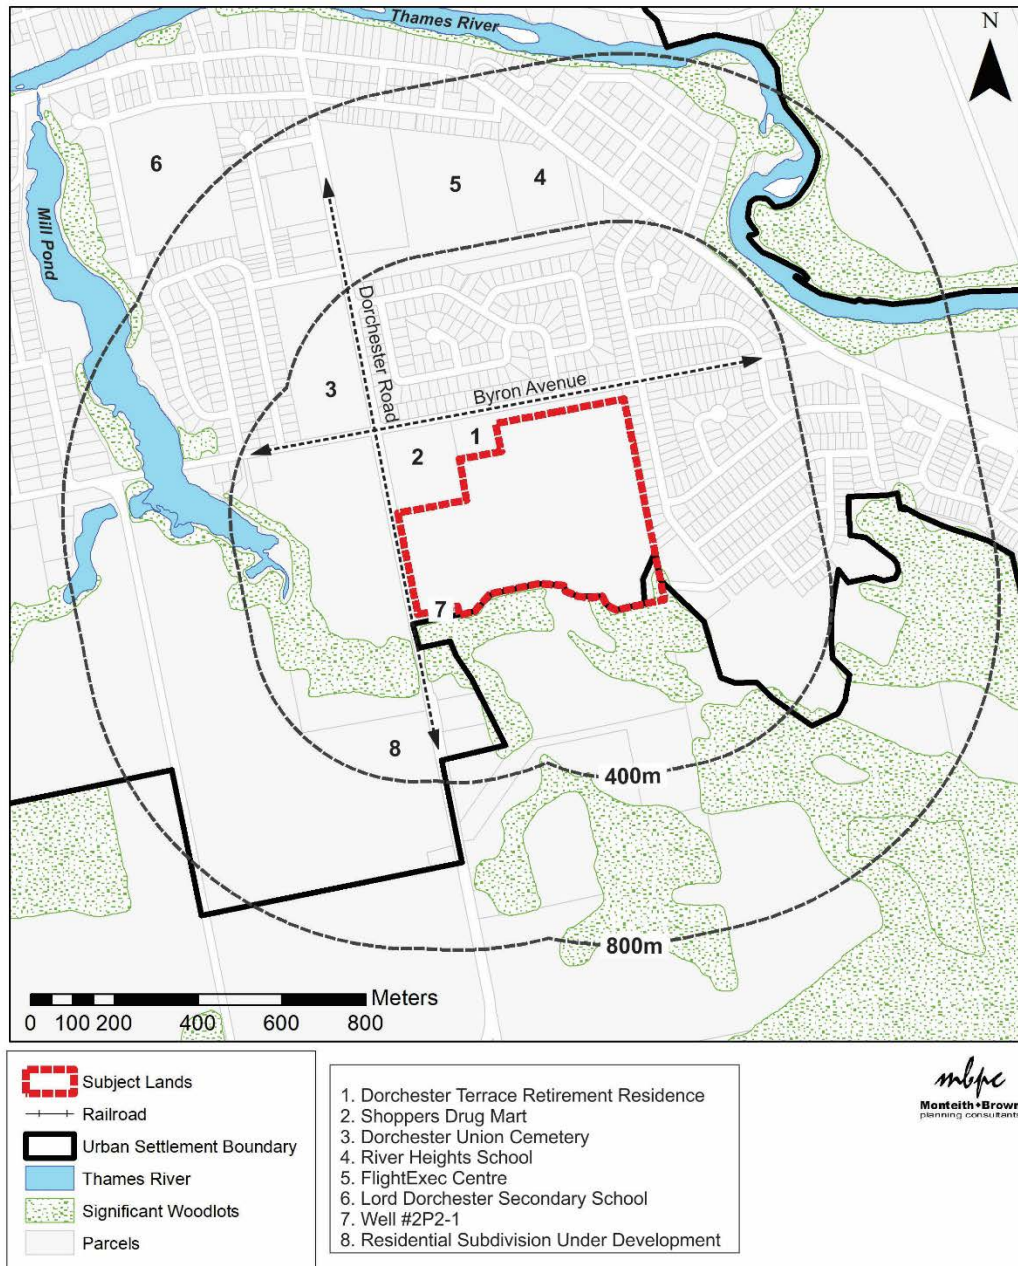 Thames River
N
6
5
4
Mill Pond
Dorchester Road
3
Byron Avenue
1
2
7
8
400m
800m
Meters
0 100 200 400 600 800
Subject Lands
Railroad
Urban Settlement Boundary
Thames River
Significant Woodlots
Parcels
1. Dorchester Terrace Retirement Residence
2. Shoppers Drug Mart
3. Dorchester Union Cemetery
4. River Heights School
5. FlightExec Centre
6. Lord Dorchester Secondary School
7. Well #2P2-1
8. Residential Subdivision Under Development
mbpc
Monteith•Brown
planning consultants